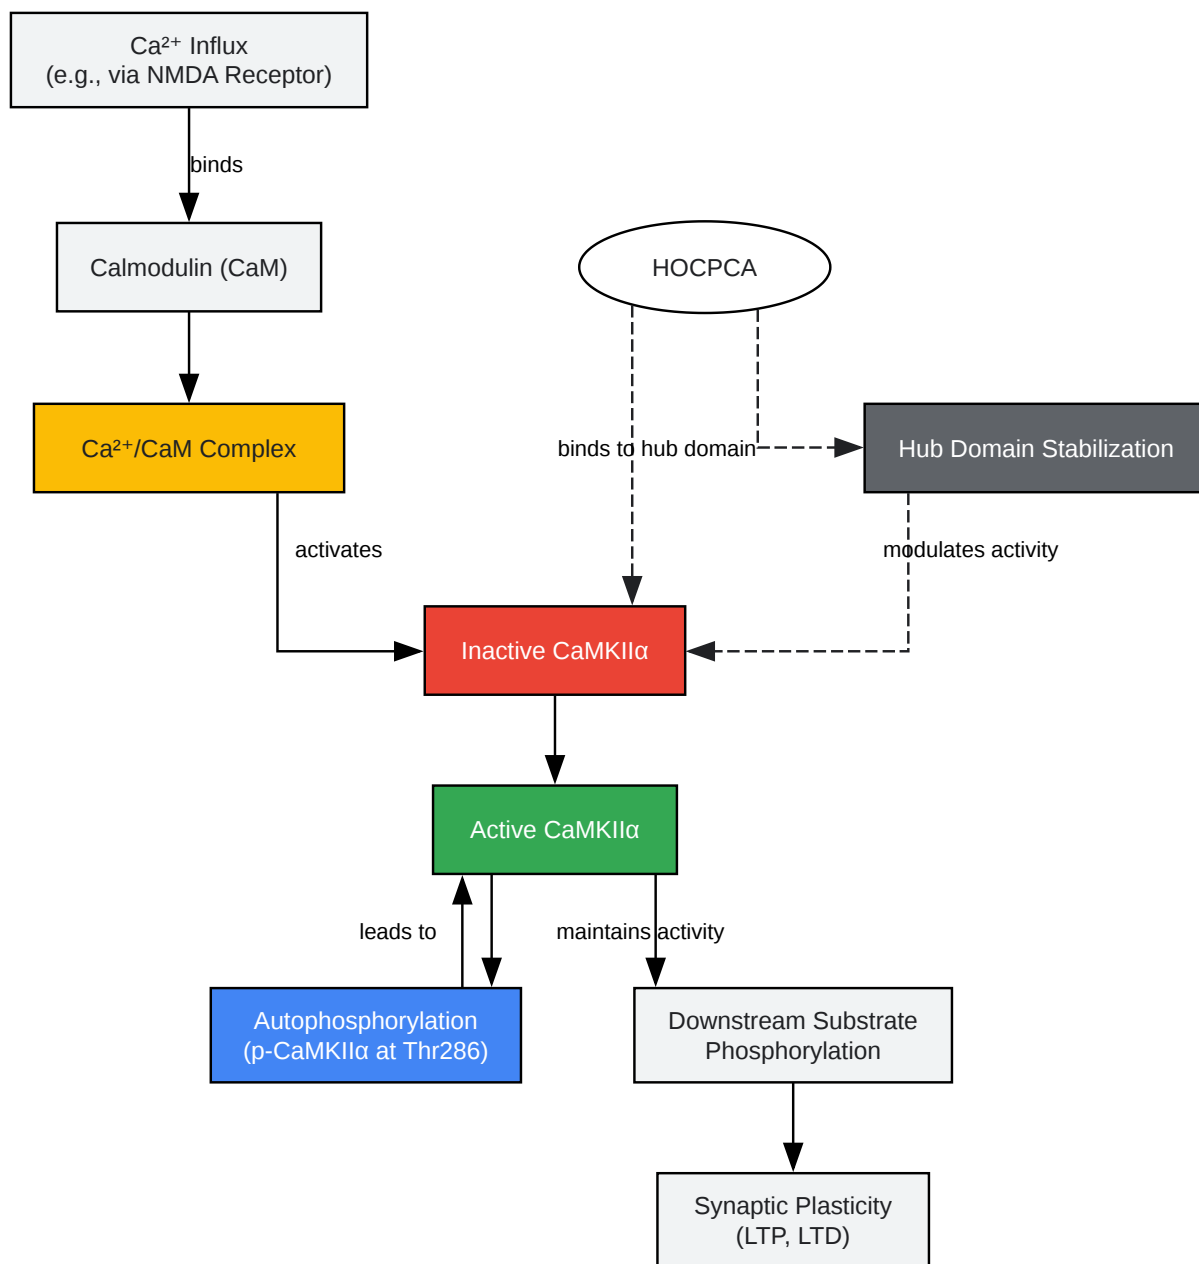 Ca²⁺ Influx
(e.g., via NMDA Receptor)
binds
Calmodulin (CaM)
HOCPCA
Ca²⁺/CaM Complex
binds to hub domain
Hub Domain Stabilization
activates
modulates activity
Inactive CaMKIIα
Active CaMKIIα
leads to
maintains activity
Autophosphorylation
(p-CaMKIIα at Thr286)
Downstream Substrate
Phosphorylation
Synaptic Plasticity
(LTP, LTD)